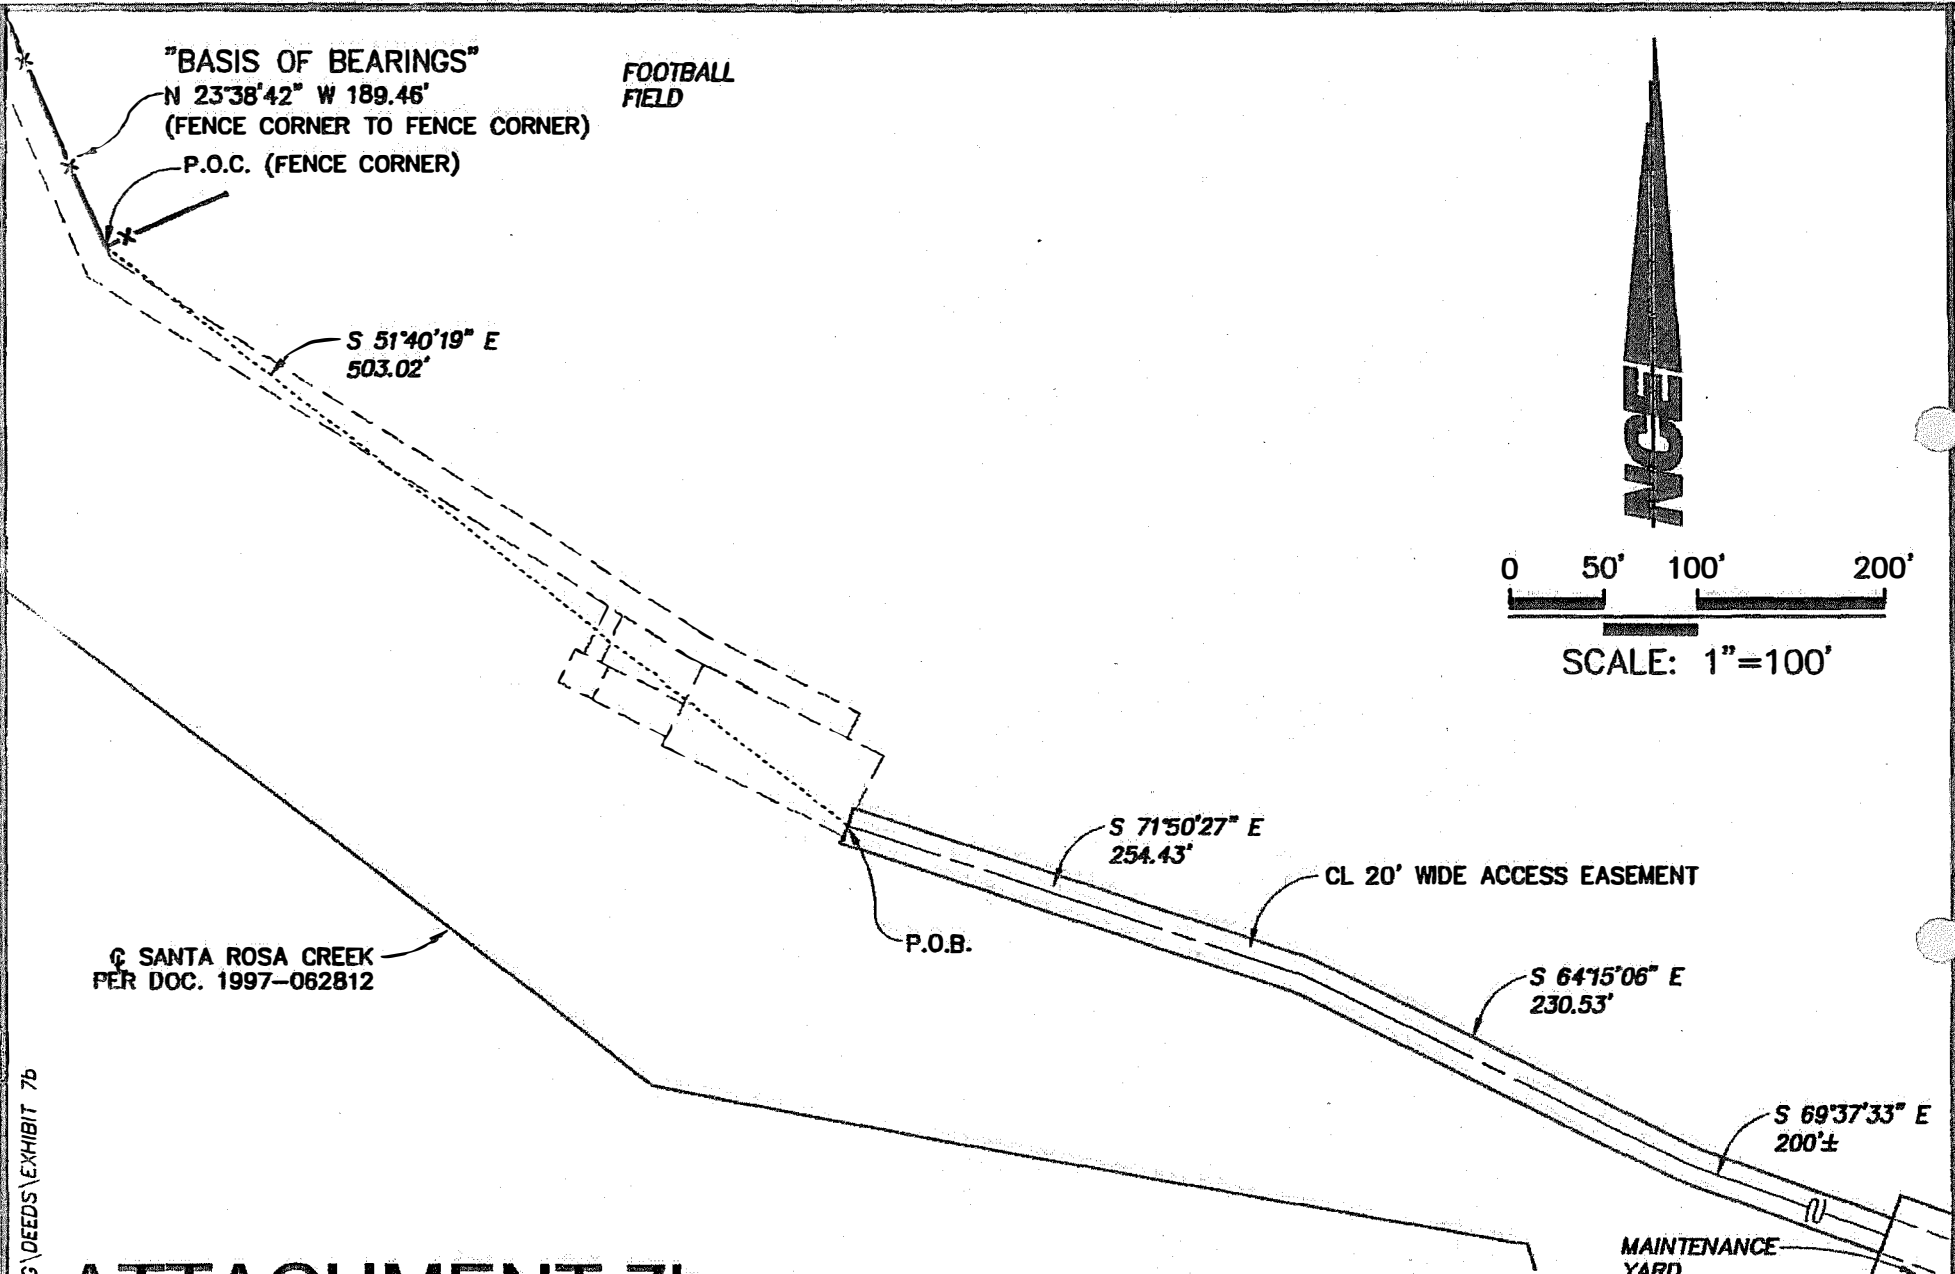 "BASIS OF BEARINGS"
N 23°38'42" W 189.46'
(FENCE CORNER TO FENCE CORNER)
P.O.C. (FENCE CORNER)
FOOTBALL
FIELD
S 51°40'19" E
503.02'
NCE
0 50' 100' 200'
SCALE: 1"=100'
S 71°50'27" E
254.43'
CL 20' WIDE ACCESS EASEMENT
P.O.B.
℄ SANTA ROSA CREEK
PER DOC. 1997-062812
S 64°15'06" E
230.53'
S 69°37'33" E
200'±
MAINTENANCE
YARD
G\DEEDS\EXHIBIT 7b
ATTACHMENT 7b